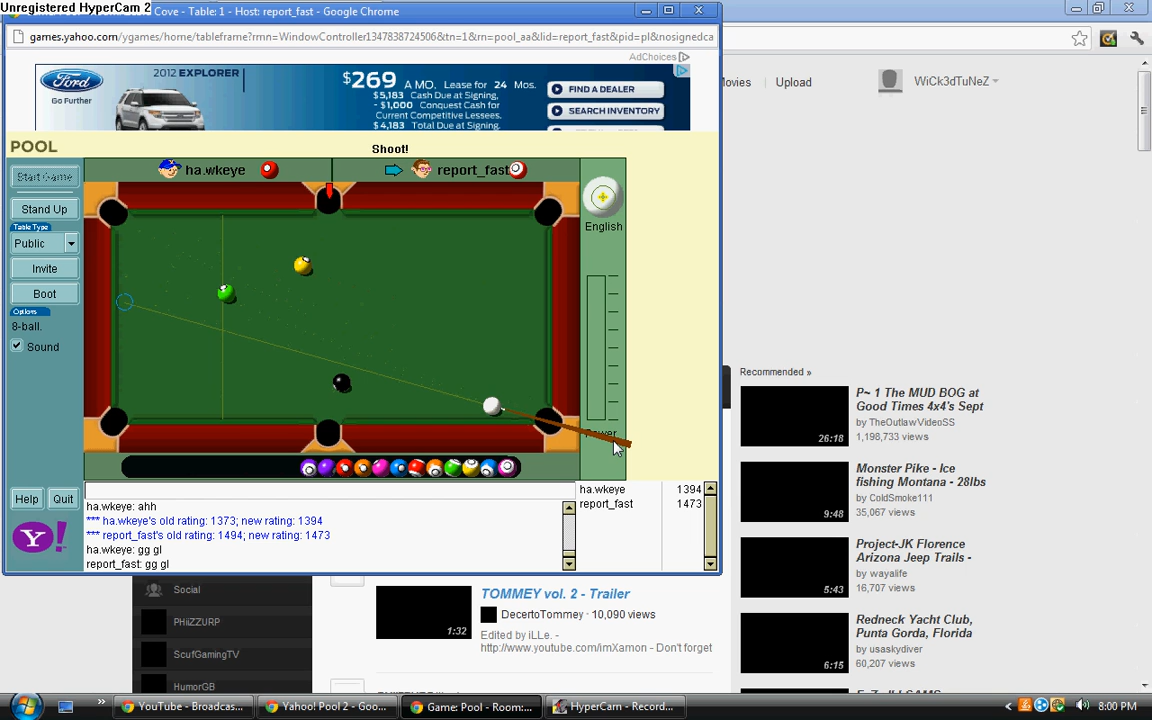 Unregistered HyperCam 2
Cove - Table: 1 - Host: report_fast - Google Chrome
games.yahoo.com/ygames/home/tableframe?rrnn=WindowController1347838724506&tn=1&rn=pool_aa&lid=report_fast&pid=pl&nosignedca
AdChoices
Ford
Go Further
2012 EXPLORER
$269 A MO. Lease for 24 Mos.
$5,183 Cash Due at Signing,
- $1,000 Conquest Cash for
Current Competitive Lessees.
$4,183 Total Due at Signing.
FIND A DEALER
SEARCH INVENTORY
Movies
Upload
WiCk3dTuNeZ
POOL
Shoot!
Start Game
ha.wkeye
report_fast
Stand Up
Table Type
Public
English
Invite
Boot
Options
8-ball.
Sound
Power
Help
Quit
ha.wkeye 1394
report_fast 1473
ha.wkeye: ahh
*** ha.wkeye's old rating: 1373; new rating: 1394
*** report_fast's old rating: 1494; new rating: 1473
ha.wkeye: gg gl
report_fast: gg gl
Y!
Recommended »
P~ 1 The MUD BOG at
Good Times 4x4's Sept
by TheOutlawVideoSS
1,198,733 views
26:18
Monster Pike - Ice
fishing Montana - 28lbs
by ColdSmoke111
35,067 views
9:48
Project-JK Florence
Arizona Jeep Trails -
by wayalife
16,707 views
5:43
Redneck Yacht Club,
Punta Gorda, Florida
by usaskydiver
60,207 views
6:15
Social
PHiiZZURP
ScufGamingTV
HumorGB
TOMMEY vol. 2 - Trailer
DecertoTommey · 10,090 views
Edited by iLLe. -
http://www.youtube.com/imXamon - Don't forget
1:32
YouTube - Broadcas...
Yahoo! Pool 2 - Goo...
Game: Pool - Room:...
HyperCam - Record...
8:00 PM